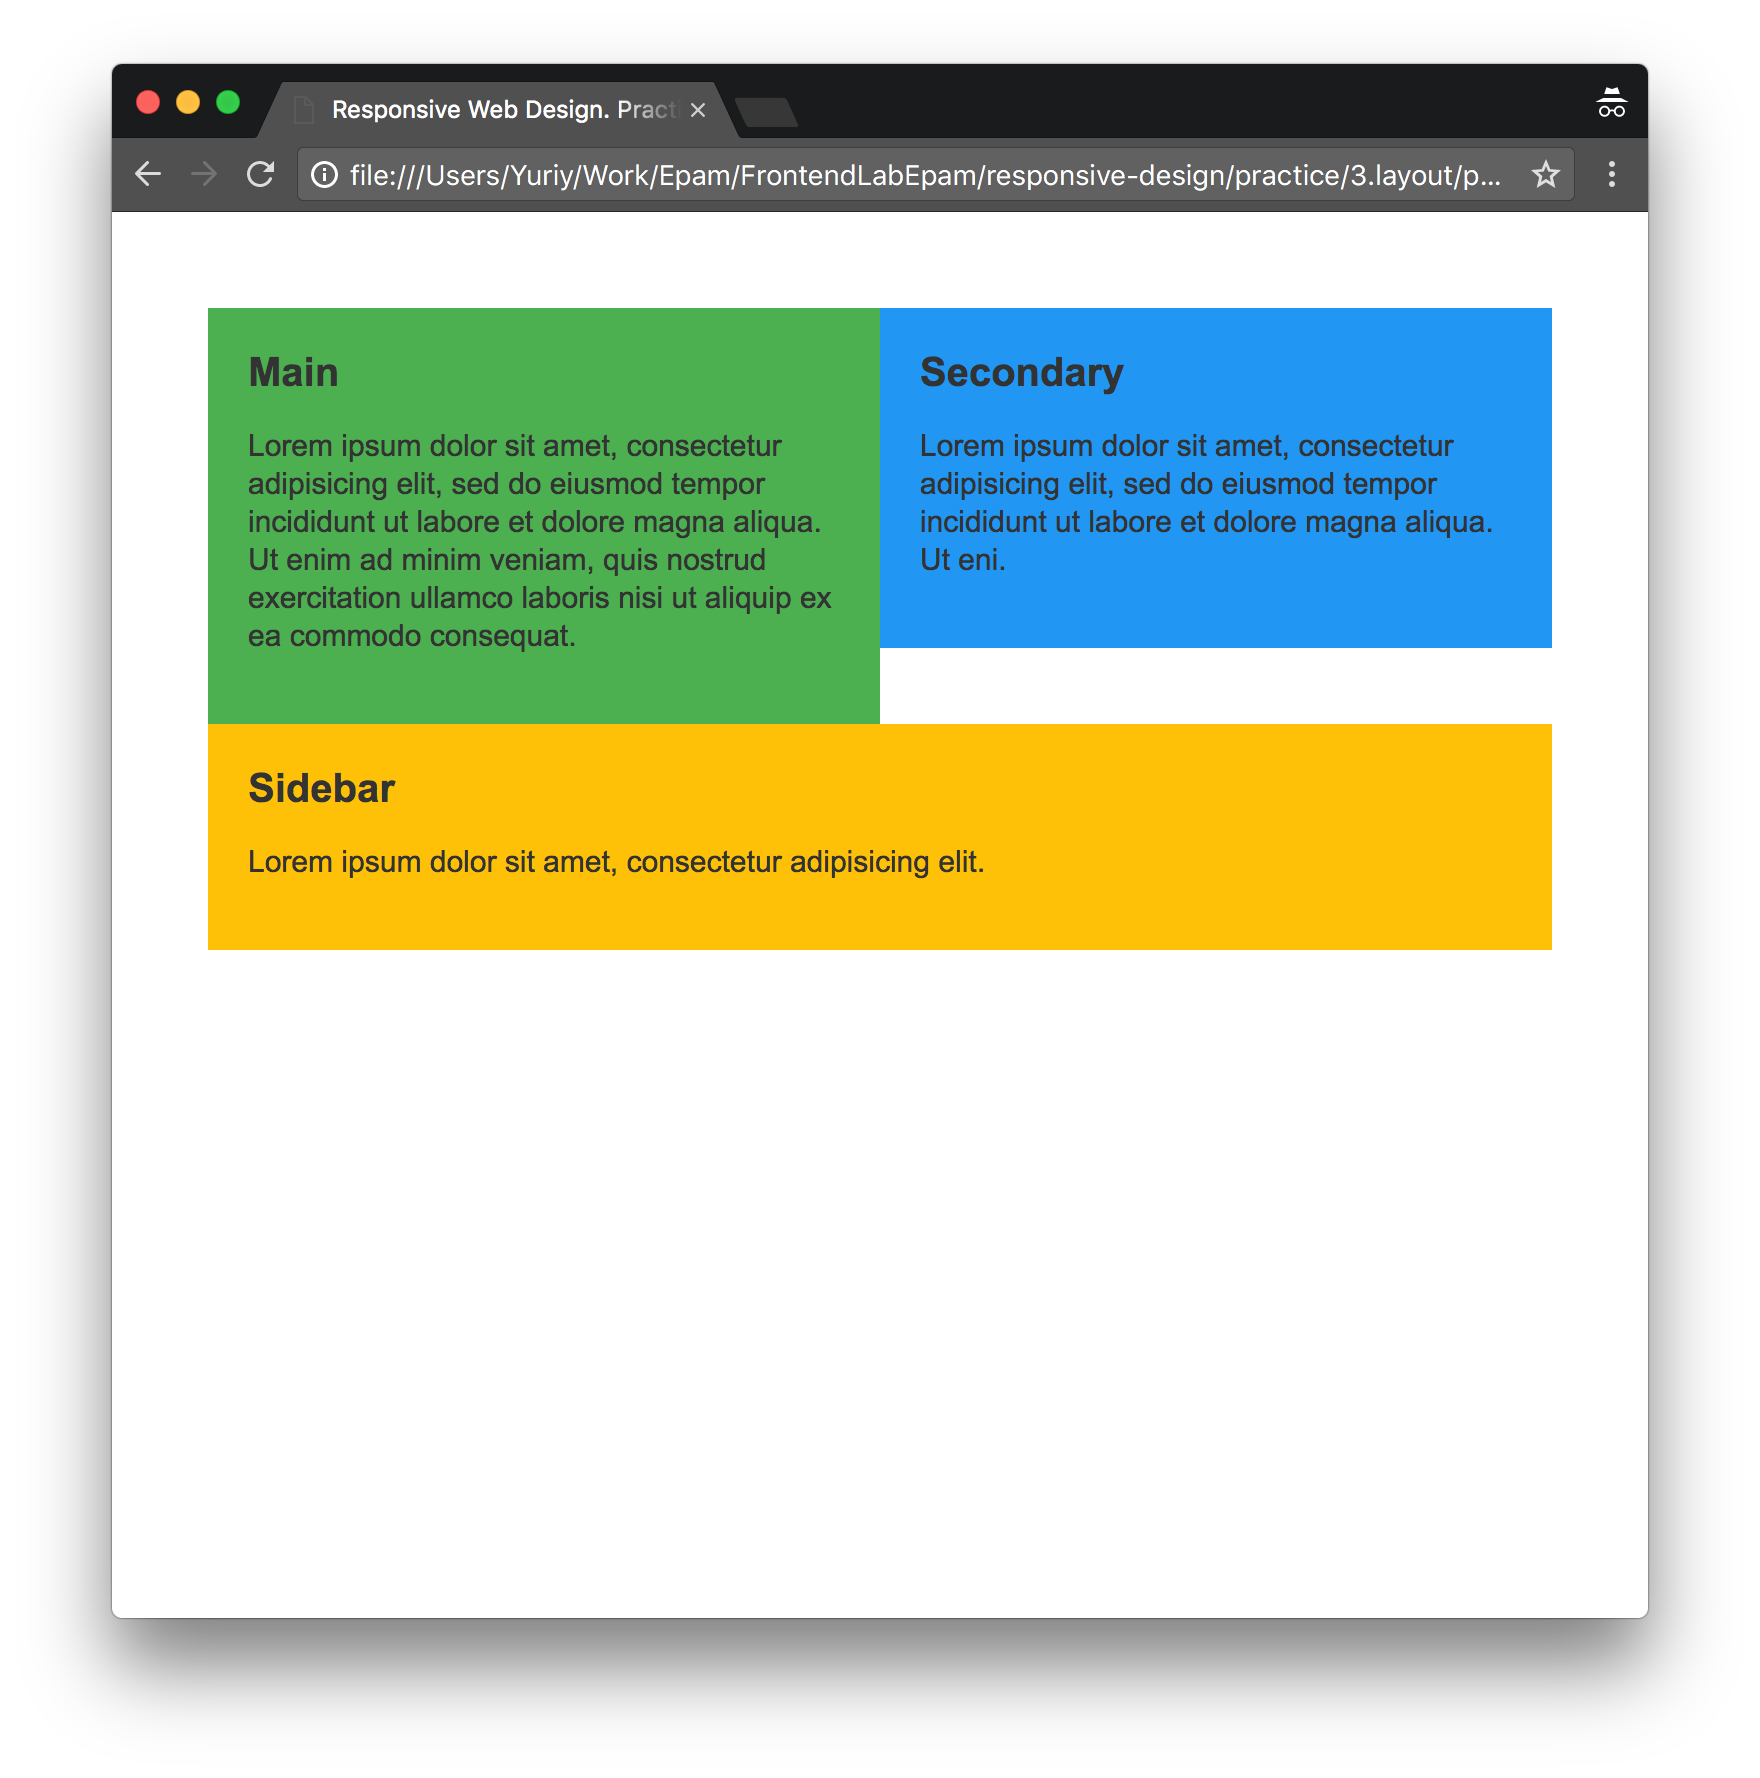 Responsive Web Design. Pract
file:///Users/Yuriy/Work/Epam/FrontendLabEpam/responsive-design/practice/3.layout/p...
Main
Lorem ipsum dolor sit amet, consectetur
adipisicing elit, sed do eiusmod tempor
incididunt ut labore et dolore magna aliqua.
Ut enim ad minim veniam, quis nostrud
exercitation ullamco laboris nisi ut aliquip ex
ea commodo consequat.
Secondary
Lorem ipsum dolor sit amet, consectetur
adipisicing elit, sed do eiusmod tempor
incididunt ut labore et dolore magna aliqua.
Ut eni.
Sidebar
Lorem ipsum dolor sit amet, consectetur adipisicing elit.